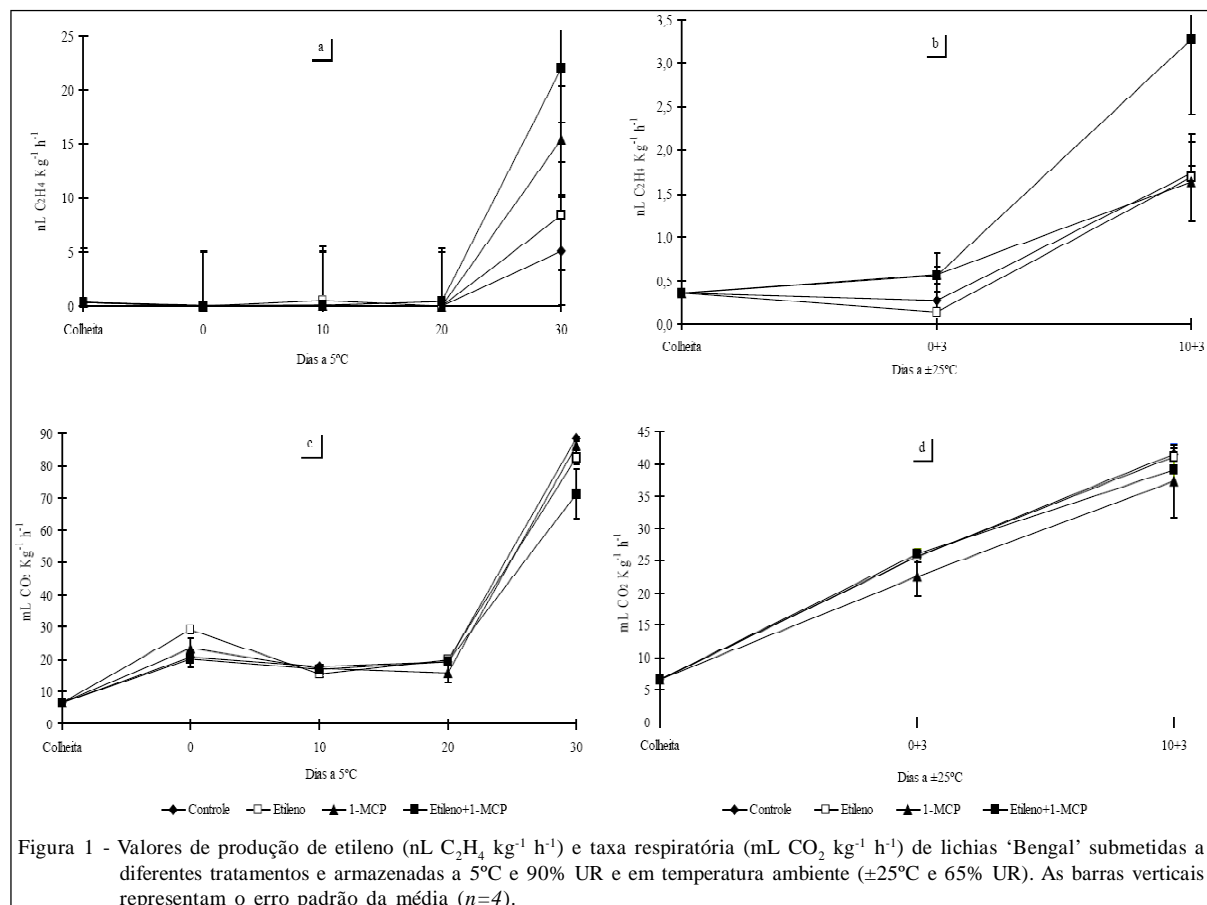 a
25
20
15
10
5
0
nL C2H4 Kg-1 h-1
Colheita 0 10 20 30
Dias a 5ºC
b
3,5
3,0
2,5
2,0
1,5
1,0
0,5
0,0
nL C2H4 Kg-1 h-1
Colheita 0+3 10+3
Dias a ±25ºC
c
90
80
70
60
50
40
30
20
10
0
mL CO2 Kg-1 h-1
Colheita 0 10 20 30
Dias a 5ºC
d
45
40
35
30
25
20
15
10
5
0
mL CO2 Kg-1 h-1
Colheita 0+3 10+3
Dias a ±25ºC
Controle Etileno 1-MCP Etileno+1-MCP
Controle Etileno 1-MCP Etileno+1-MCP
Figura 1 - Valores de produção de etileno (nL C2H4 kg-1 h-1) e taxa respiratória (mL CO2 kg-1 h-1) de lichias ‘Bengal’ submetidas a
diferentes tratamentos e armazenadas a 5ºC e 90% UR e em temperatura ambiente (±25ºC e 65% UR). As barras verticais
representam o erro padrão da média (n=4).